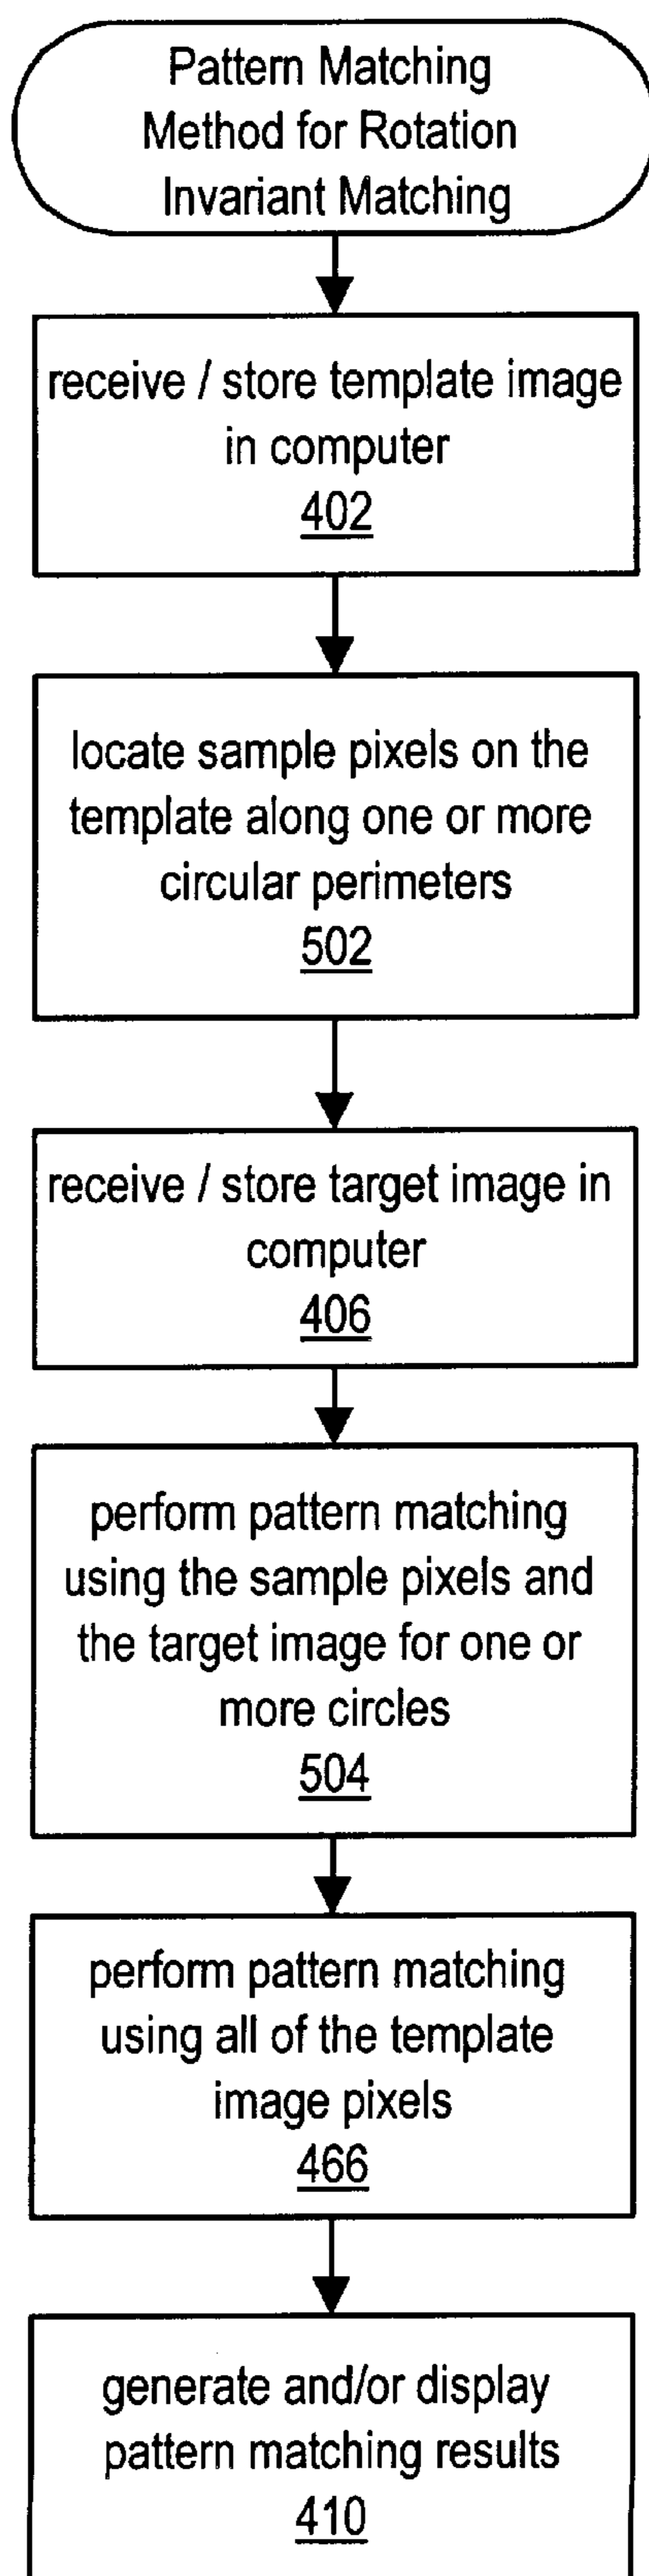 Pattern Matching
Method for Rotation
Invariant Matching
receive / store template image
in computer
402
locate sample pixels on the
template along one or more
circular perimeters
502
receive / store target image in
computer
406
perform pattern matching
using the sample pixels and
the target image for one or
more circles
504
perform pattern matching
using all of the template
image pixels
466
generate and/or display
pattern matching results
410